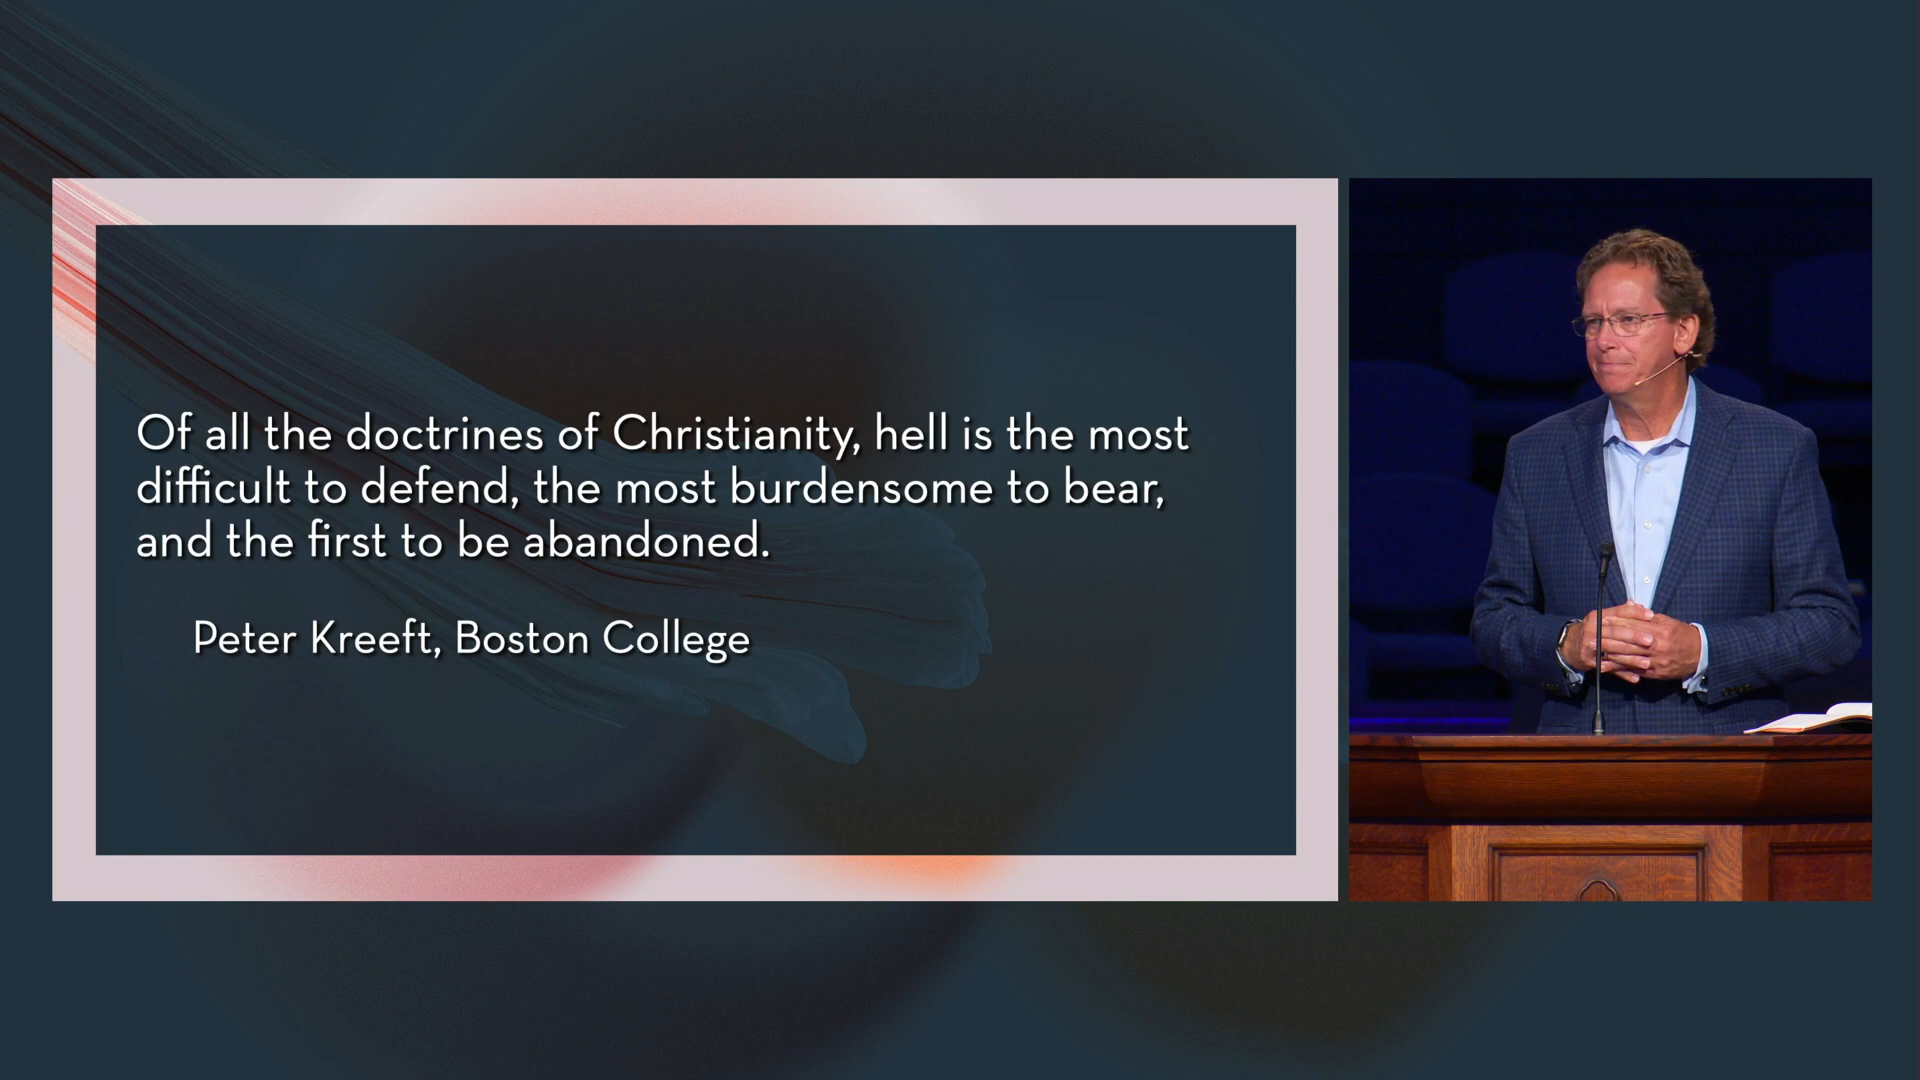 Of all the doctrines of Christianity, hell is the most
difficult to defend, the most burdensome to bear,
and the first to be abandoned.
Peter Kreeft, Boston College